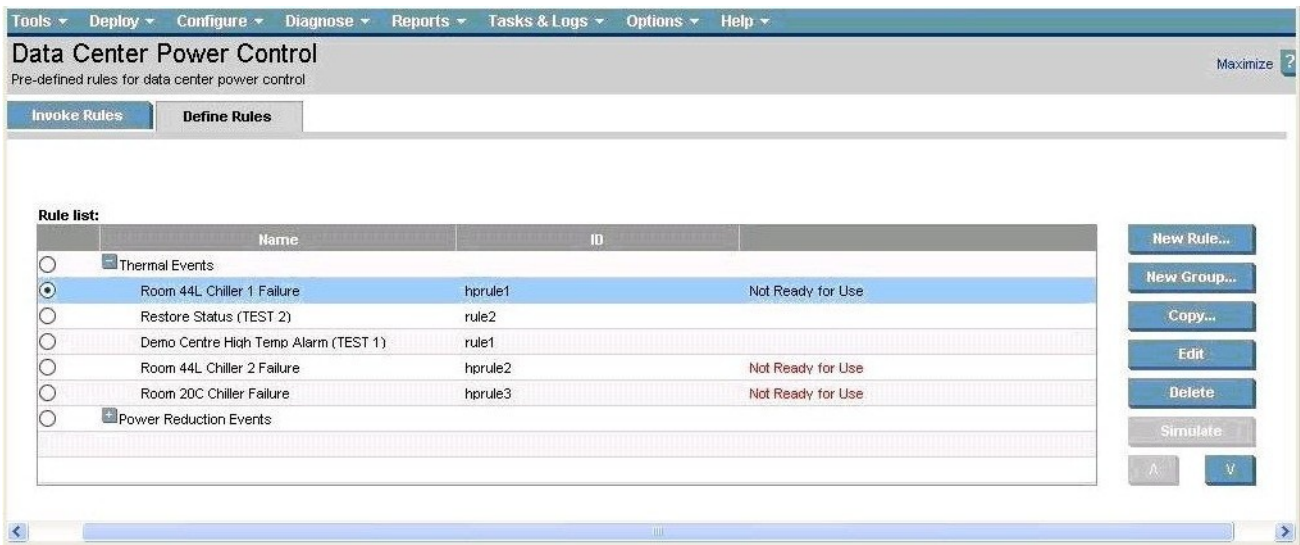 Tools Deploy Configure Diagnose Reports Tasks & Logs Options Help
Data Center Power Control
Pre-defined rules for data center power control
Maximize ?
Invoke Rules Define Rules
Rule list:
Name ID
New Rule...
Thermal Events
New Group...
Room 44L Chiller 1 Failure hprule1 Not Ready for Use
Copy...
Restore Status (TEST 2) rule2
Demo Centre High Temp Alarm (TEST 1) rule1
Edit
Room 44L Chiller 2 Failure hprule2 Not Ready for Use
Room 20C Chiller Failure hprule3 Not Ready for Use
Delete
Power Reduction Events
Simulate
Λ V